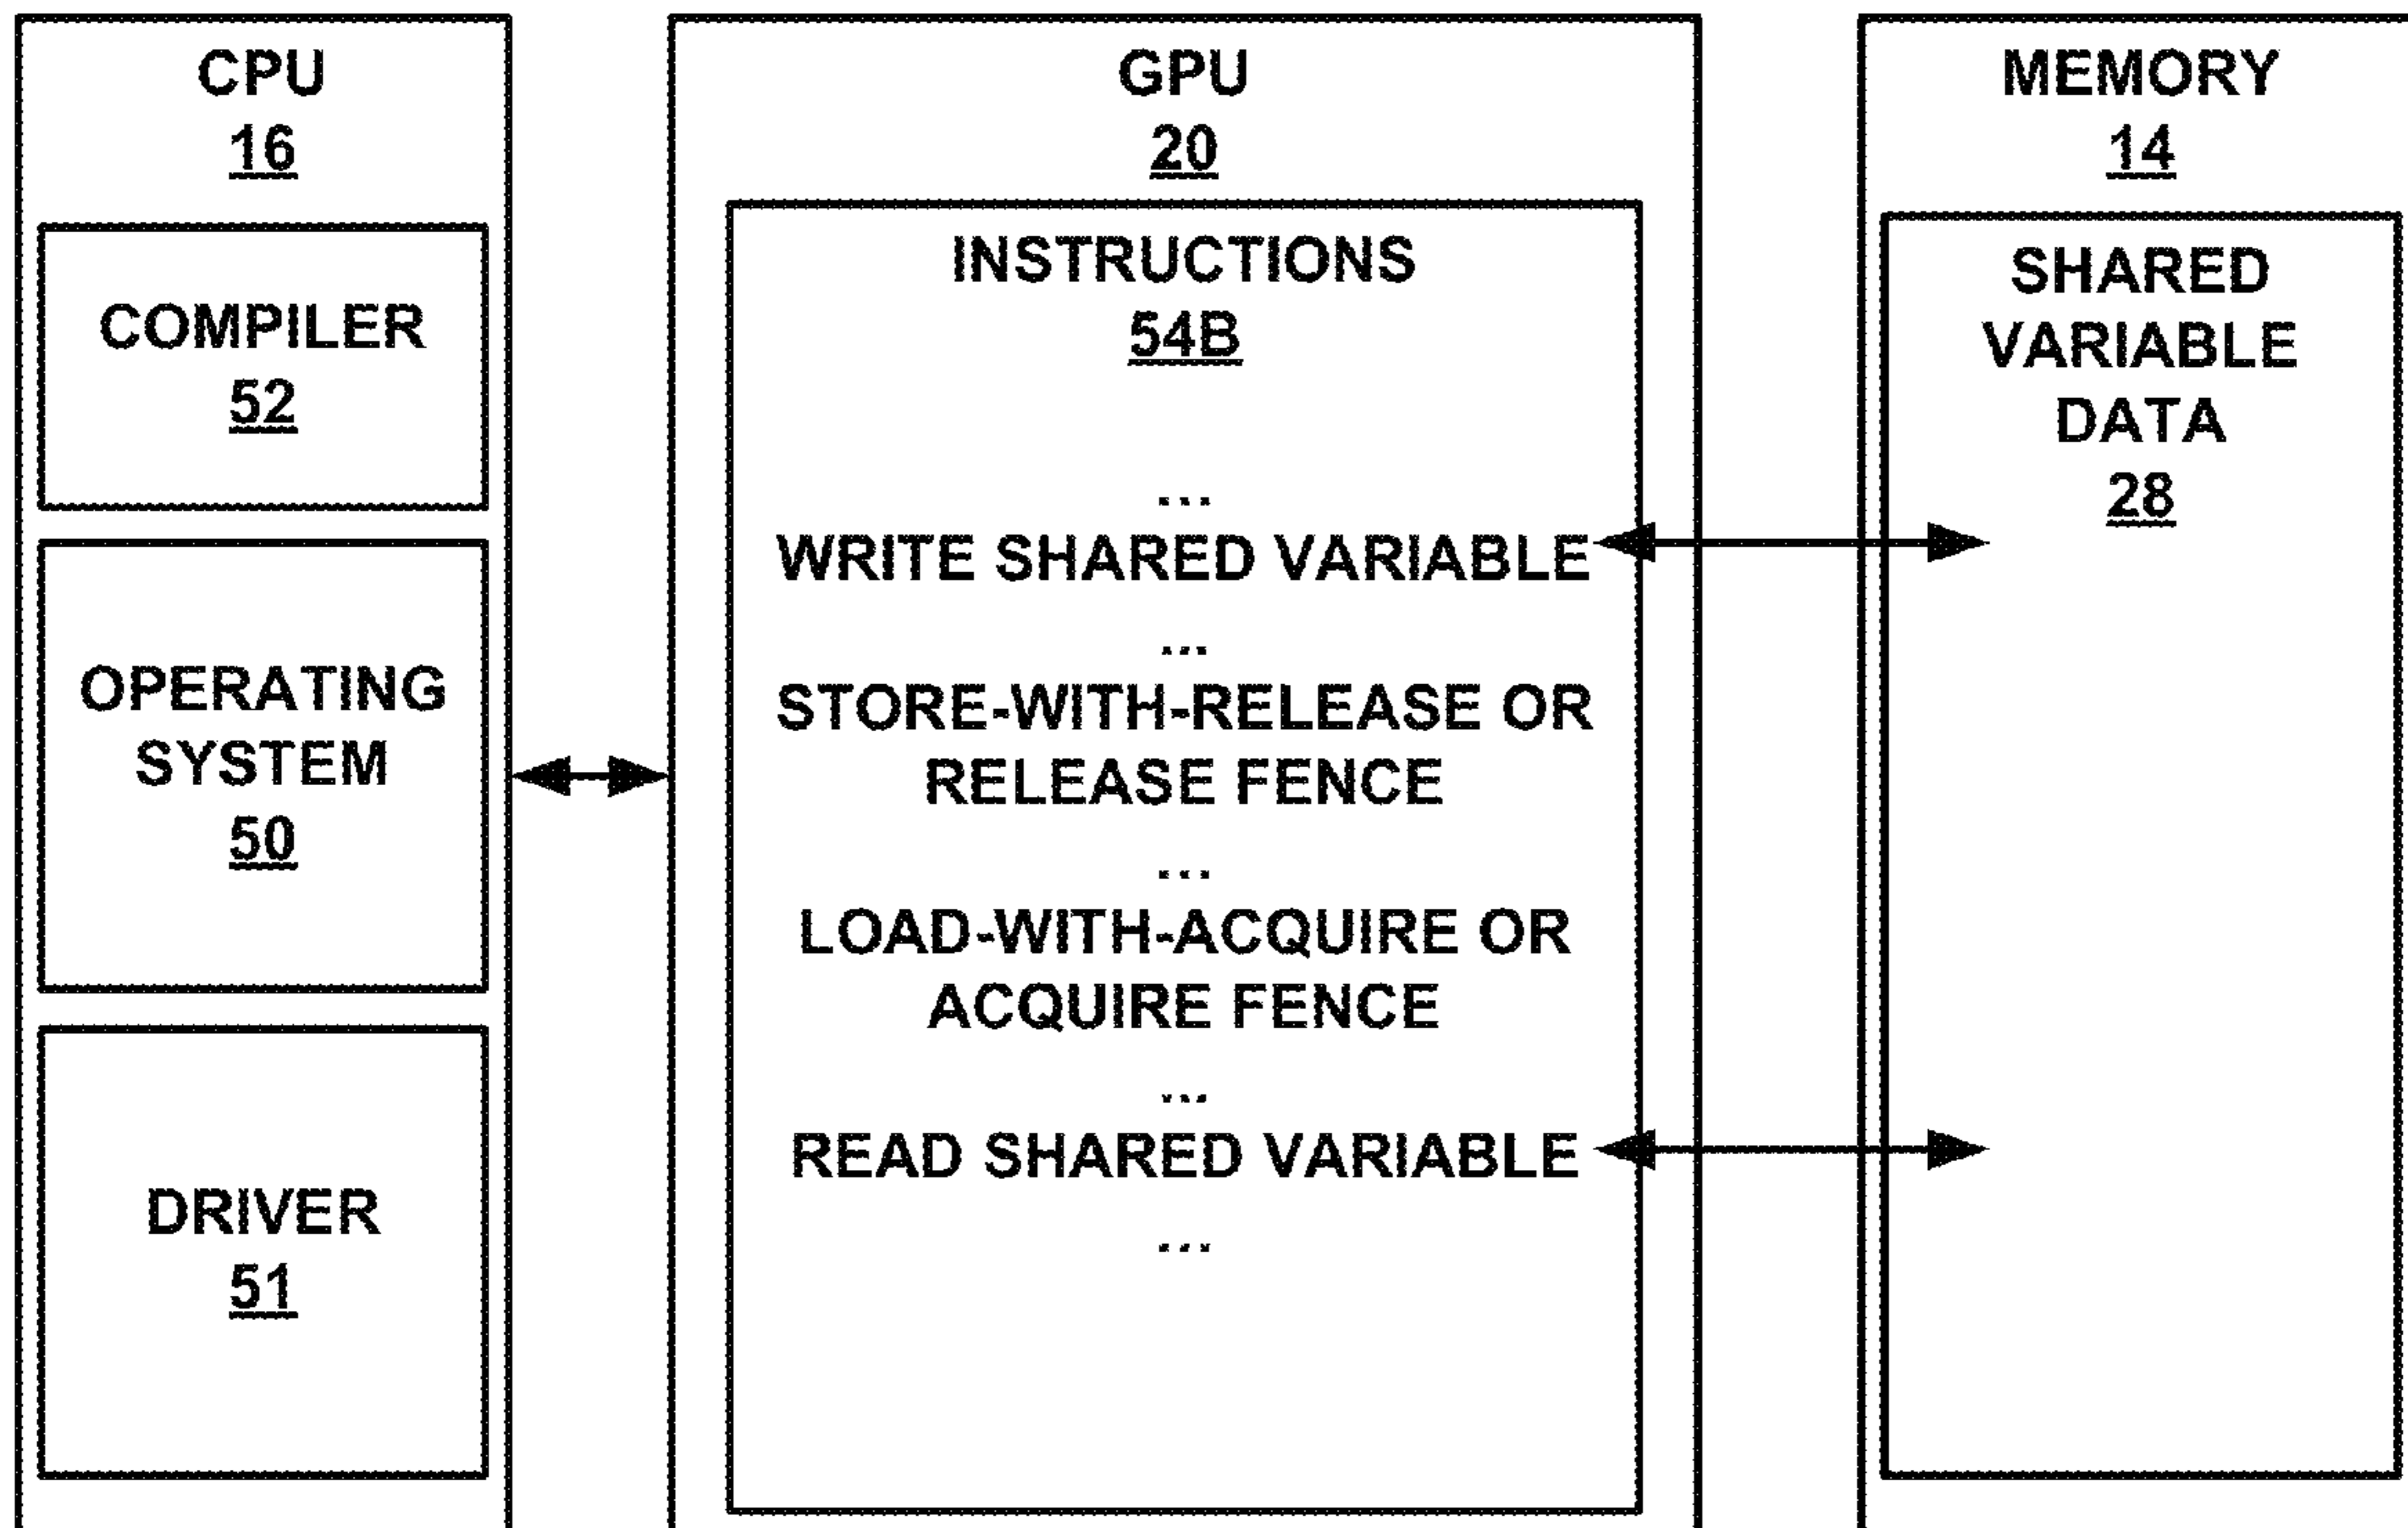 CPU
16
COMPILER
52
OPERATING
SYSTEM
50
DRIVER
51
GPU
20
INSTRUCTIONS
54B
...
WRITE SHARED VARIABLE
...
STORE-WITH-RELEASE OR
RELEASE FENCE
...
LOAD-WITH-ACQUIRE OR
ACQUIRE FENCE
...
READ SHARED VARIABLE
...
MEMORY
14
SHARED
VARIABLE
DATA
28